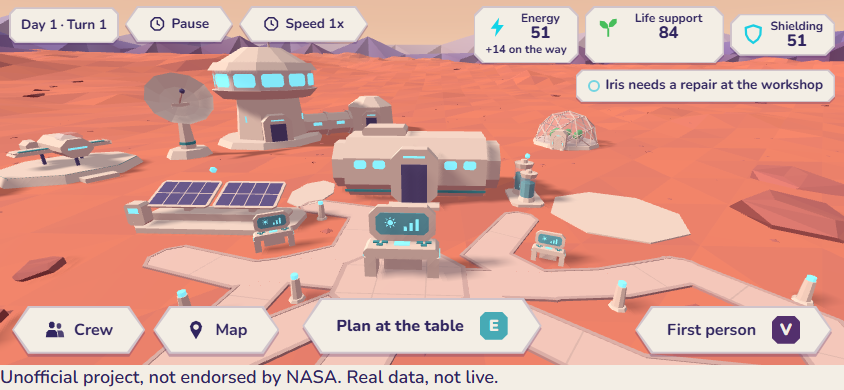 Day 1 · Turn 1
Pause
Speed 1x
Energy
51
+14 on the way
Life support
84
Shielding
51
Iris needs a repair at the workshop
Crew
Map
Plan at the table
E
First person
V
Unofficial project, not endorsed by NASA. Real data, not live.